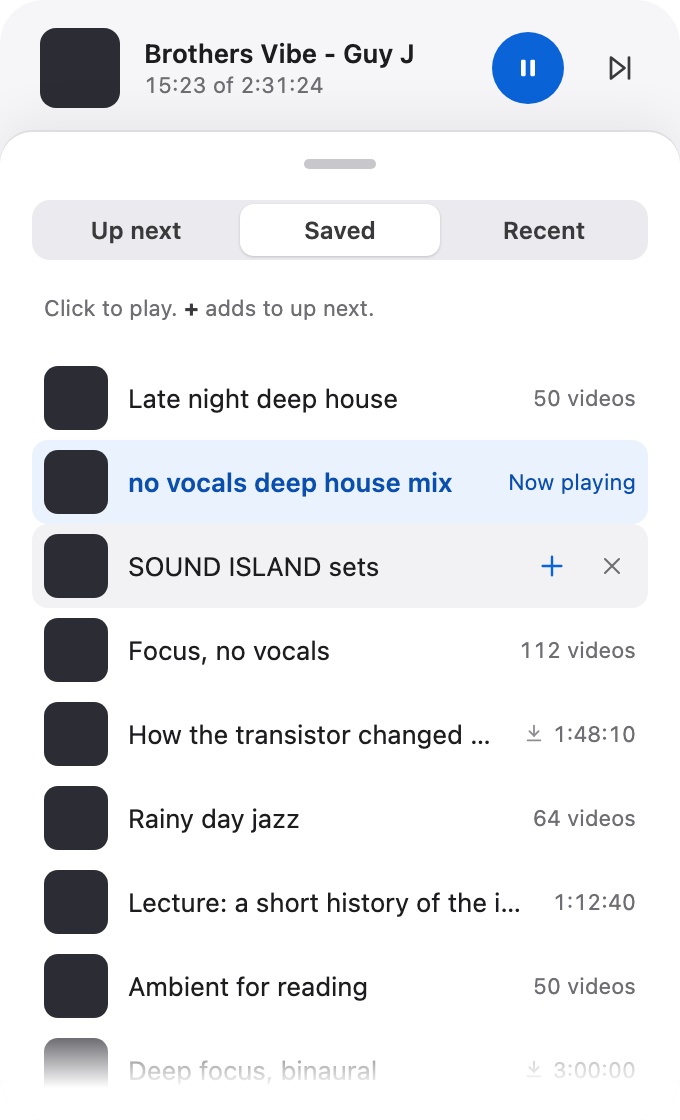 Brothers Vibe - Guy J
15:23 of 2:31:24
Up next
Saved
Recent
Click to play. + adds to up next.
Late night deep house
50 videos
no vocals deep house mix
Now playing
SOUND ISLAND sets
Focus, no vocals
112 videos
How the transistor changed ...
1:48:10
Rainy day jazz
64 videos
Lecture: a short history of the i...
1:12:40
Ambient for reading
50 videos
Deep focus, binaural
3:00:00